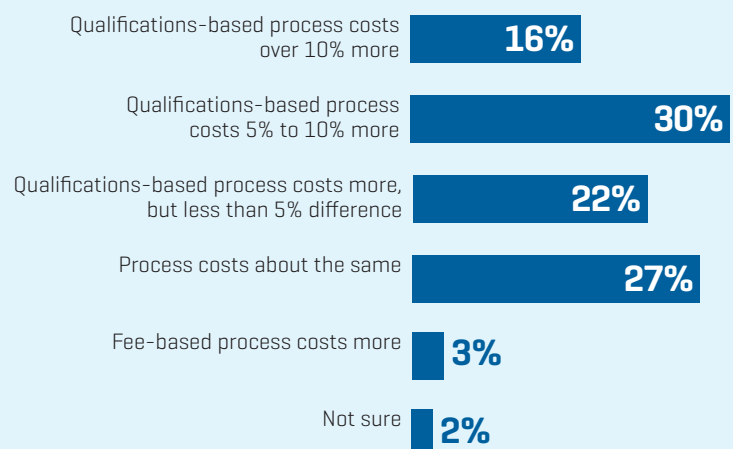 Qualifications-based process costs
over 10% more
16%
Qualifications-based process
costs 5% to 10% more
30%
Qualifications-based process costs more,
but less than 5% difference
22%
Process costs about the same
27%
Fee-based process costs more
3%
Not sure
2%